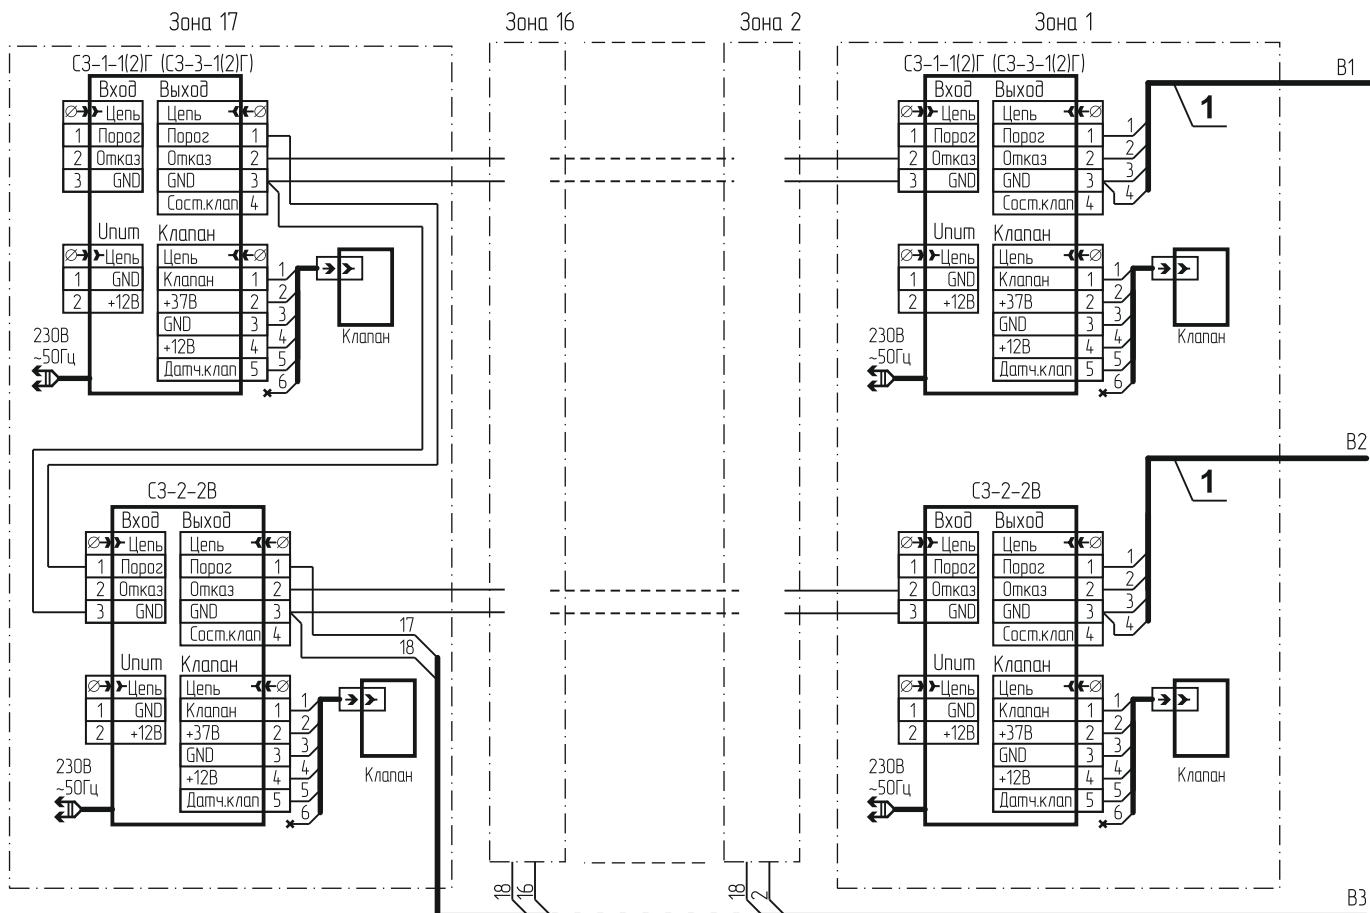 Зона 17
Зона 16
Зона 2
Зона 1
СЗ-1-1(2)Г (СЗ-3-1(2)Г)
Вход Выход
Цепь Цепь
1 Порог Порог 1
2 Отказ Отказ 2
3 GND GND 3
Сост.клап 4
Uпит Клапан
Цепь Цепь
1 GND Клапан 1
2 +12В +37В 2
GND 3
+12В 4
Датч.клап 5
1
2
3
4
5
6
Клапан
230В
~50Гц
СЗ-1-1(2)Г (СЗ-3-1(2)Г)
Вход Выход
Цепь Цепь
1 Порог Порог 1
2 Отказ Отказ 2
3 GND GND 3
Сост.клап 4
1
2
3
4
1
В1
Uпит Клапан
Цепь Цепь
1 GND Клапан 1
2 +12В +37В 2
GND 3
+12В 4
Датч.клап 5
1
2
3
4
5
6
Клапан
230В
~50Гц
СЗ-2-2В
Вход Выход
Цепь Цепь
1 Порог Порог 1
2 Отказ Отказ 2
3 GND GND 3
Сост.клап 4
17
18
Uпит Клапан
Цепь Цепь
1 GND Клапан 1
2 +12В +37В 2
GND 3
+12В 4
Датч.клап 5
1
2
3
4
5
6
Клапан
230В
~50Гц
СЗ-2-2В
Вход Выход
Цепь Цепь
1 Порог Порог 1
2 Отказ Отказ 2
3 GND GND 3
Сост.клап 4
1
2
3
4
1
В2
Uпит Клапан
Цепь Цепь
1 GND Клапан 1
2 +12В +37В 2
GND 3
+12В 4
Датч.клап 5
1
2
3
4
5
6
Клапан
230В
~50Гц
18
16
18
2
В3